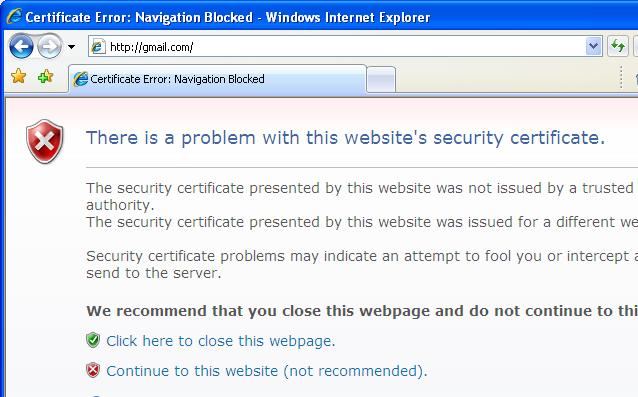 Certificate Error: Navigation Blocked - Windows Internet Explorer
http://gmail.com/
Certificate Error: Navigation Blocked
There is a problem with this website's security certificate.
The security certificate presented by this website was not issued by a trusted
authority.
The security certificate presented by this website was issued for a different we
Security certificate problems may indicate an attempt to fool you or intercept a
send to the server.
We recommend that you close this webpage and do not continue to thi
Click here to close this webpage.
Continue to this website (not recommended).